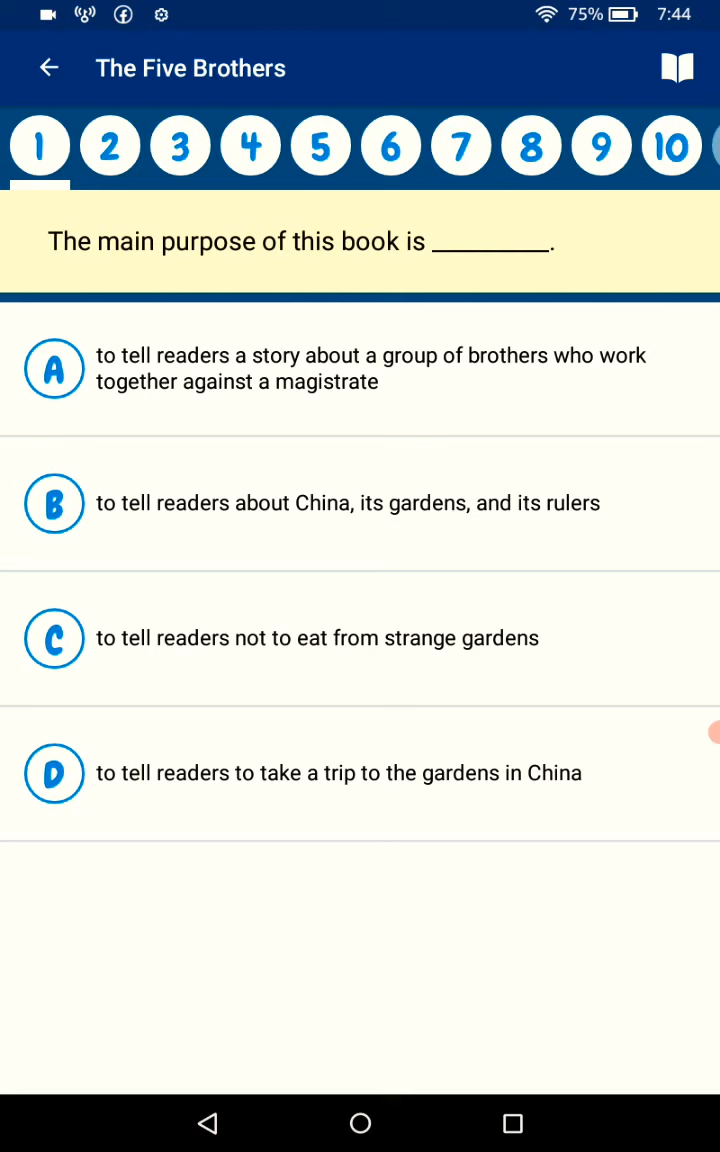 75% 7:44
The Five Brothers
1 2 3 4 5 6 7 8 9 10
The main purpose of this book is _________.
A to tell readers a story about a group of brothers who work
together against a magistrate
B to tell readers about China, its gardens, and its rulers
C to tell readers not to eat from strange gardens
D to tell readers to take a trip to the gardens in China